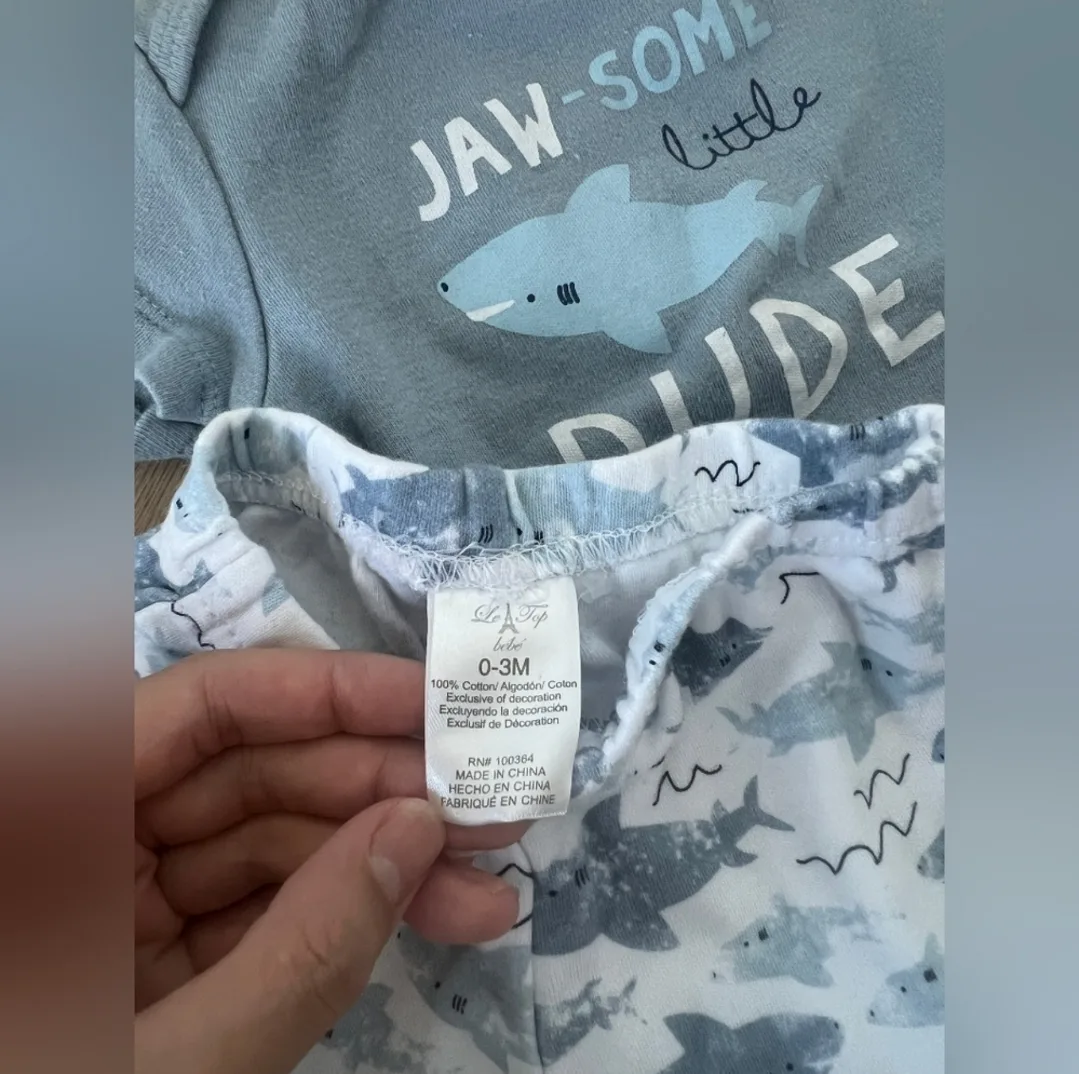 JAW-SOME
little
DUDE
Le Top
bébé
0-3M
100% Cotton/ Algodón/ Coton
Exclusive of decoration
Excluyendo la decoración
Exclusif de Décoration
RN# 100364
MADE IN CHINA
HECHO EN CHINA
FABRIQUÉ EN CHINE